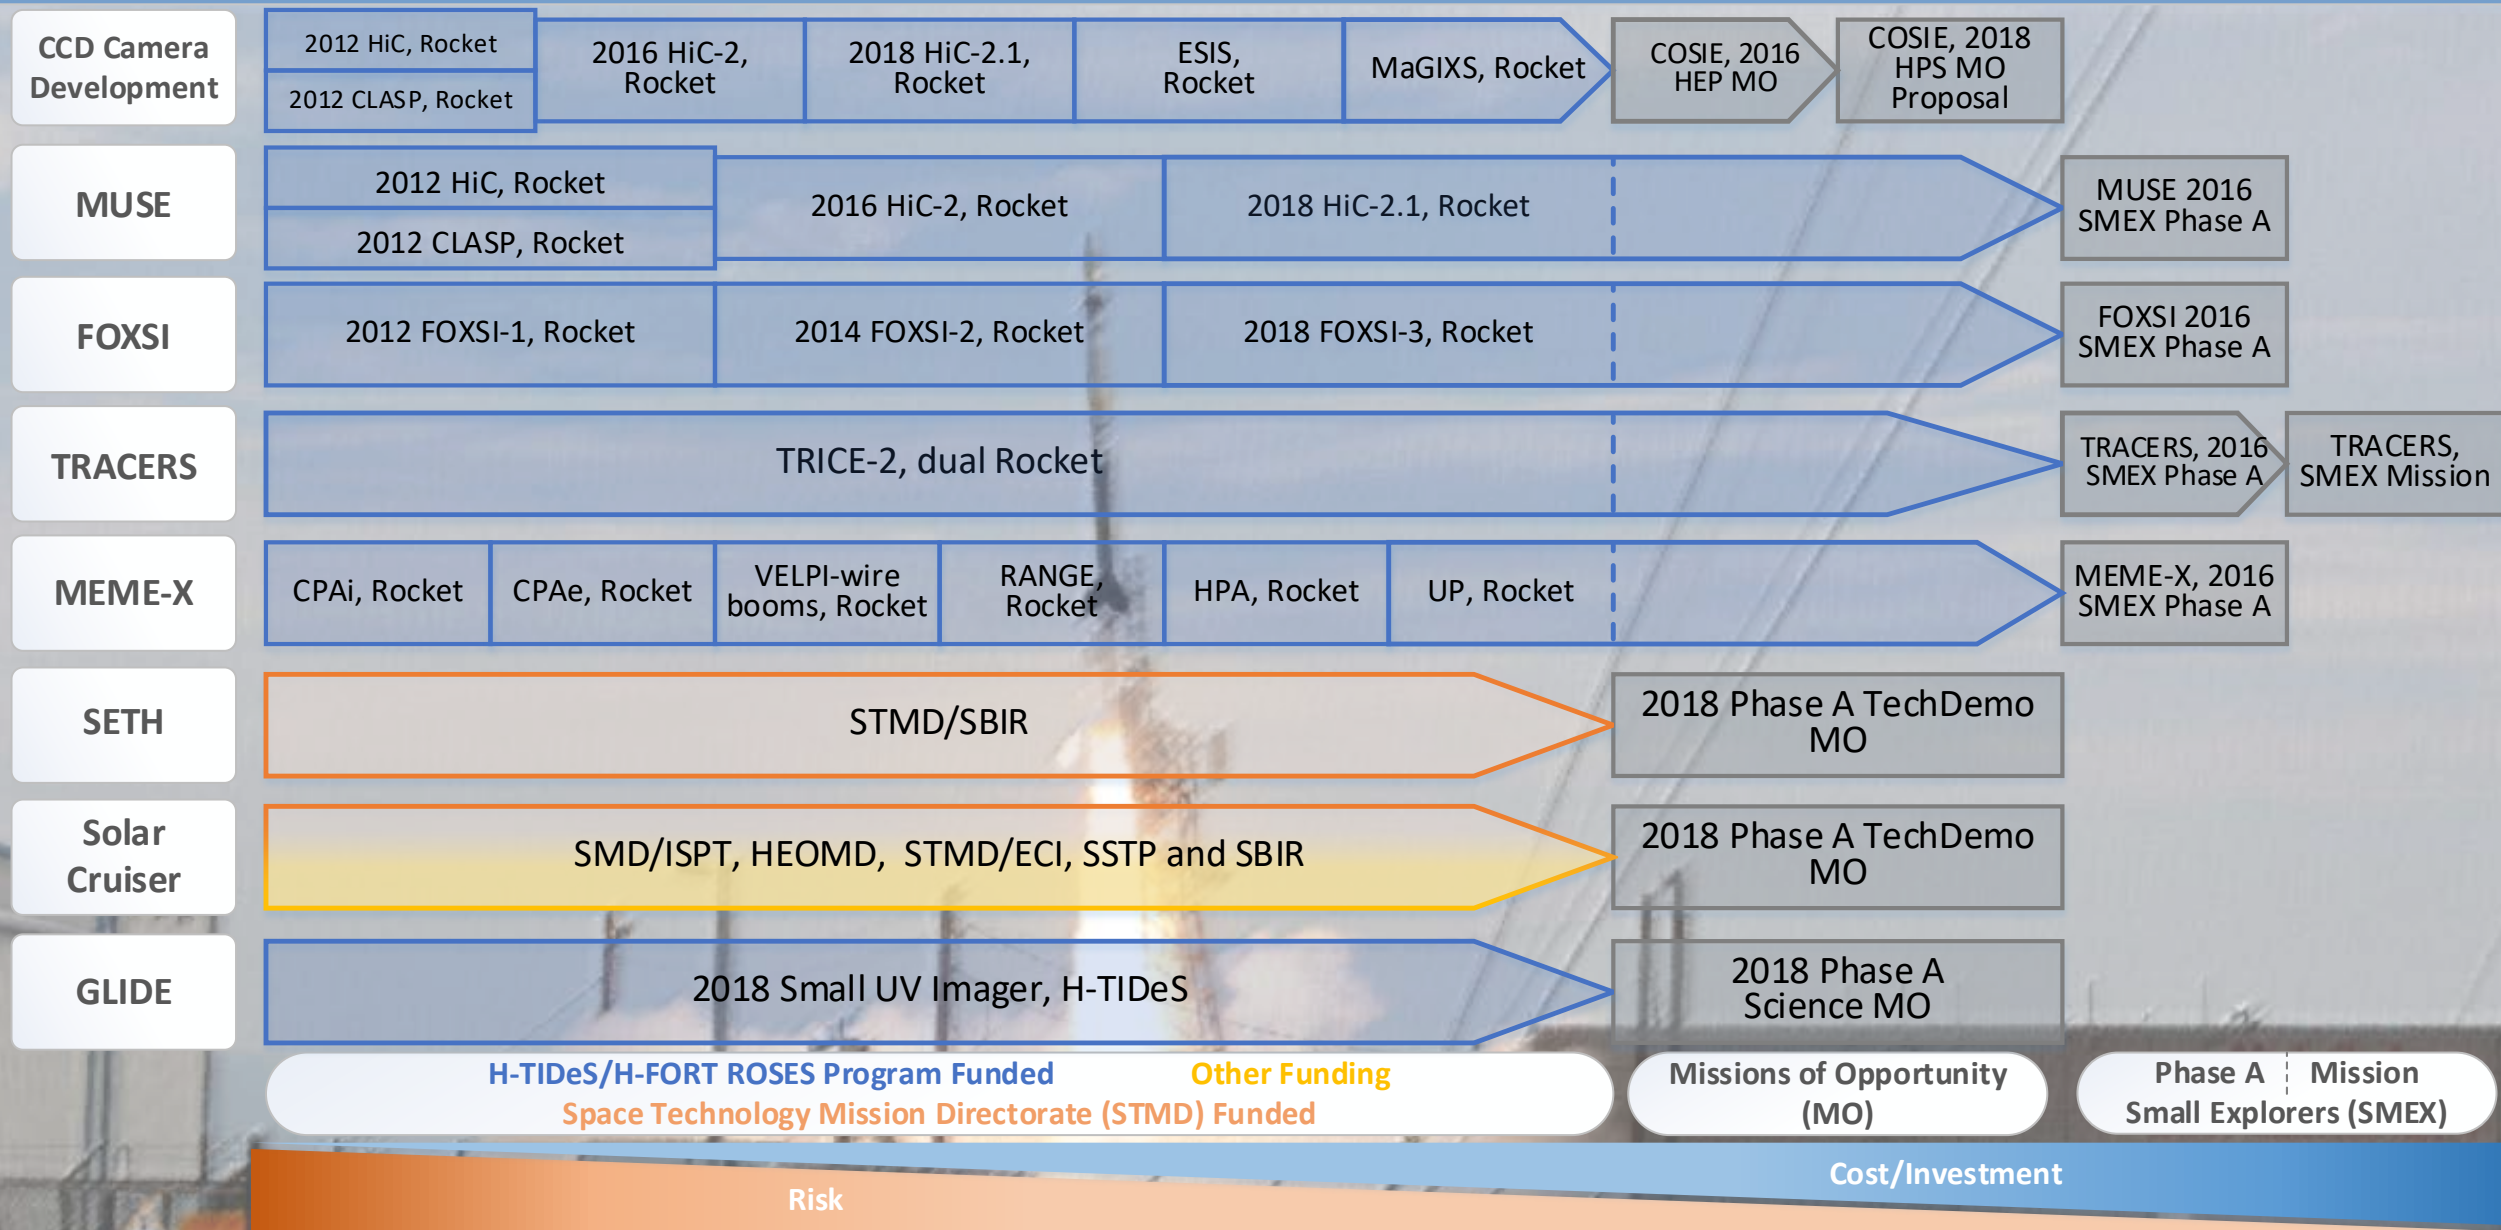 CCD Camera
Development
2012 HiC, Rocket
2012 CLASP, Rocket
2016 HiC-2,
Rocket
2018 HiC-2.1,
Rocket
ESIS,
Rocket
MaGIXS, Rocket
COSIE, 2016
HEP MO
COSIE, 2018
HPS MO
Proposal
MUSE
2012 HiC, Rocket
2012 CLASP, Rocket
2016 HiC-2, Rocket
2018 HiC-2.1, Rocket
MUSE 2016
SMEX Phase A
FOXSI
2012 FOXSI-1, Rocket
2014 FOXSI-2, Rocket
2018 FOXSI-3, Rocket
FOXSI 2016
SMEX Phase A
TRACERS
TRICE-2, dual Rocket
TRACERS, 2016
SMEX Phase A
TRACERS,
SMEX Mission
MEME-X
CPAi, Rocket
CPAe, Rocket
VELPI-wire
booms, Rocket
RANGE,
Rocket
HPA, Rocket
UP, Rocket
MEME-X, 2016
SMEX Phase A
SETH
STMD/SBIR
2018 Phase A TechDemo
MO
Solar
Cruiser
SMD/ISPT, HEOMD, STMD/ECI, SSTP and SBIR
2018 Phase A TechDemo
MO
GLIDE
2018 Small UV Imager, H-TIDeS
2018 Phase A
Science MO
H-TIDeS/H-FORT ROSES Program Funded
Other Funding
Space Technology Mission Directorate (STMD) Funded
Missions of Opportunity
(MO)
Phase A
Mission
Small Explorers (SMEX)
Cost/Investment
Risk